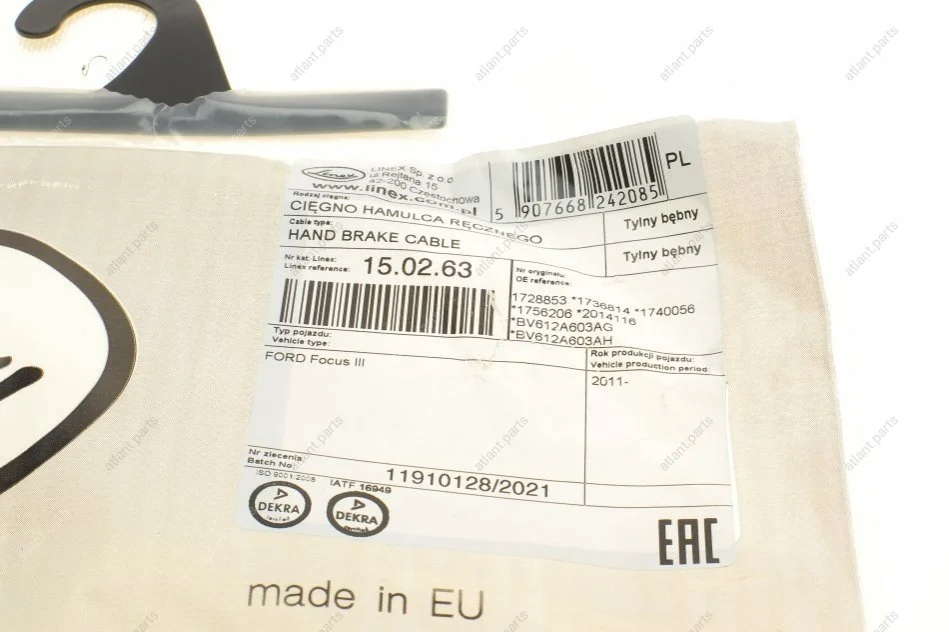 Linex
LINEX Sp. z o.o
ul.Rejtana 15
42-200 Częstochowa
www.linex.com.pl
5 907668 242085
PL
Rodzaj cięgna:
CIĘGNO HAMULCA RĘCZNEGO
Tylny bębny
Cable type:
HAND BRAKE CABLE
Tylny bębny
Nr kat. Linex:
Linex reference:
15.02.63
Nr oryginału:
OE reference:
1728853 *1736814 *1740056
*1756206 *2014116
*BV612A603AG
*BV612A603AH
Typ pojazdu:
Vehicle type:
FORD Focus III
Rok produkcji pojazdu:
Vehicle production period:
2011-
Nr zlecenia:
Batch No:
11910128/2021
ISO 9001:2008
IATF 16949
DEKRA
DEKRA
EAC
made in EU
atlant.parts